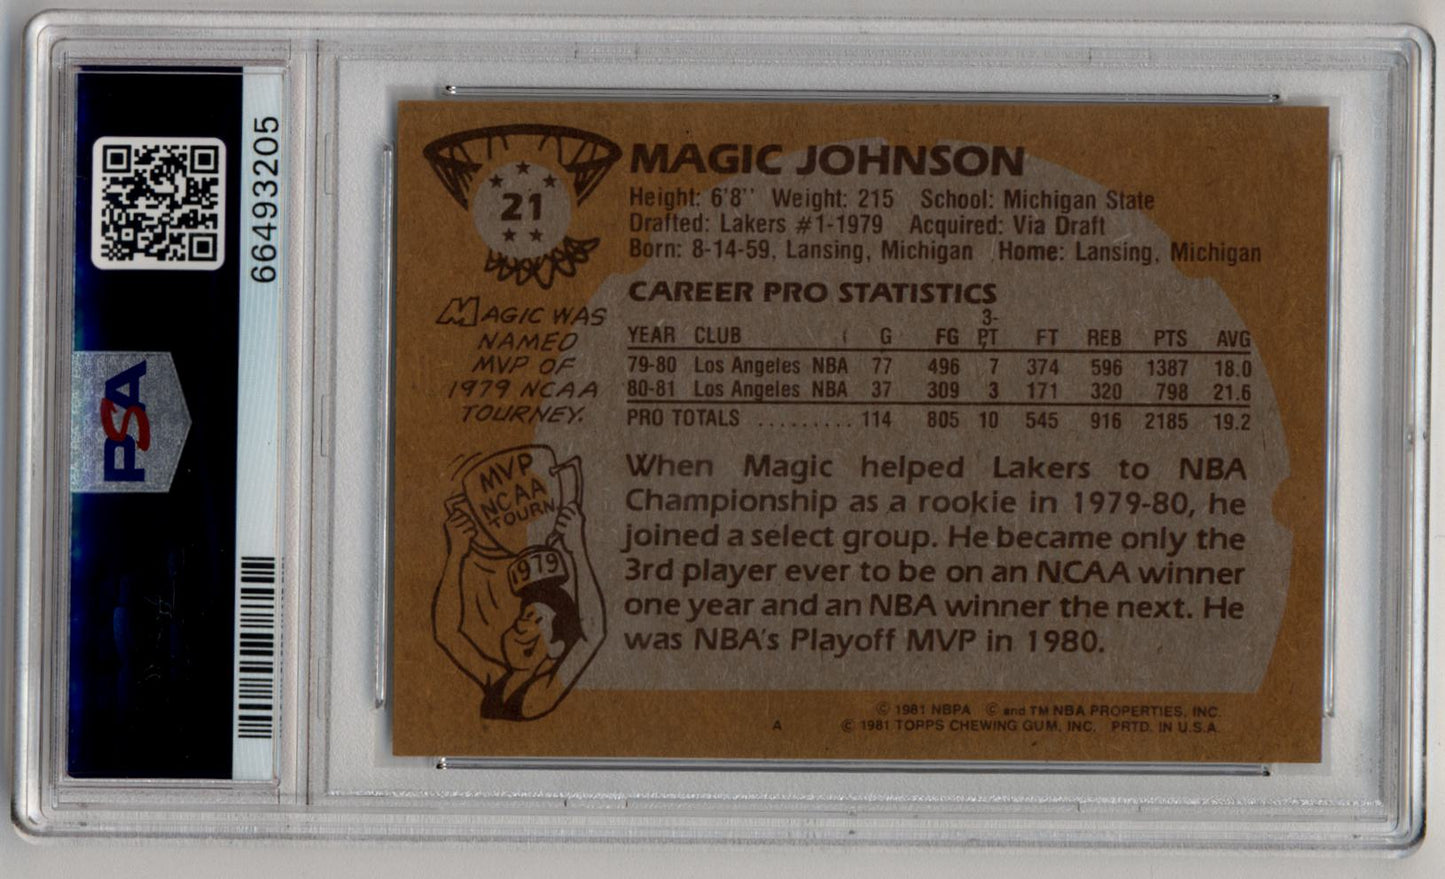 66493205
PSA
21
MAGIC JOHNSON
Height: 6'8'' Weight: 215 School: Michigan State
Drafted: Lakers #1-1979 Acquired: Via Draft
Born: 8-14-59, Lansing, Michigan Home: Lansing, Michigan
MAGIC WAS
NAMED
MVP OF
1979 NCAA
TOURNEY.
MVP
NCAA
TOURN.
1979
CAREER PRO STATISTICS
YEAR CLUB G FG 3-PT FT REB PTS AVG
79-80 Los Angeles NBA 77 496 7 374 596 1387 18.0
80-81 Los Angeles NBA 37 309 3 171 320 798 21.6
PRO TOTALS ......... 114 805 10 545 916 2185 19.2
When Magic helped Lakers to NBA
Championship as a rookie in 1979-80, he
joined a select group. He became only the
3rd player ever to be on an NCAA winner
one year and an NBA winner the next. He
was NBA's Playoff MVP in 1980.
© 1981 NBPA © and TM NBA PROPERTIES, INC.
A © 1981 TOPPS CHEWING GUM, INC. PRTD. IN U.S.A.